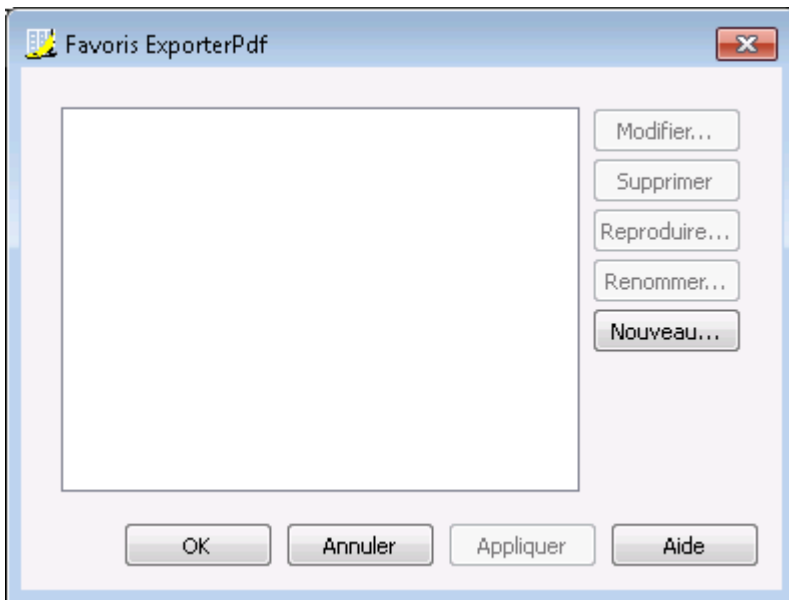 Favoris ExporterPdf
Modifier...
Supprimer
Reproduire...
Renommer...
Nouveau...
OK Annuler Appliquer Aide